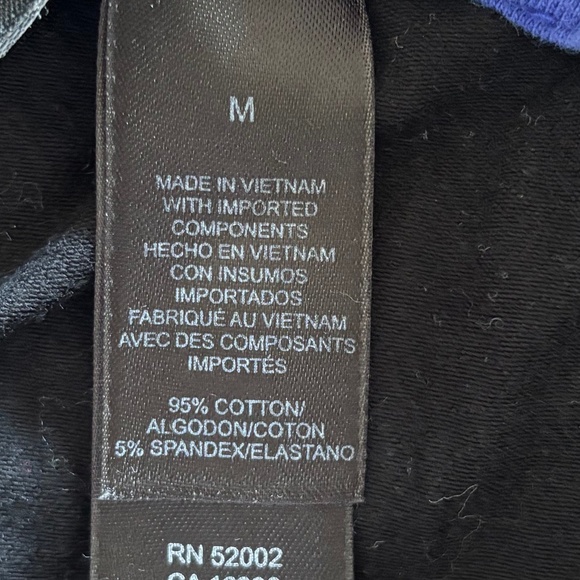 M
MADE IN VIETNAM
WITH IMPORTED
COMPONENTS
HECHO EN VIETNAM
CON INSUMOS
IMPORTADOS
FABRIQUÉ AU VIETNAM
AVEC DES COMPOSANTS
IMPORTÉS
95% COTTON/
ALGODON/COTON
5% SPANDEX/ELASTANO
RN 52002